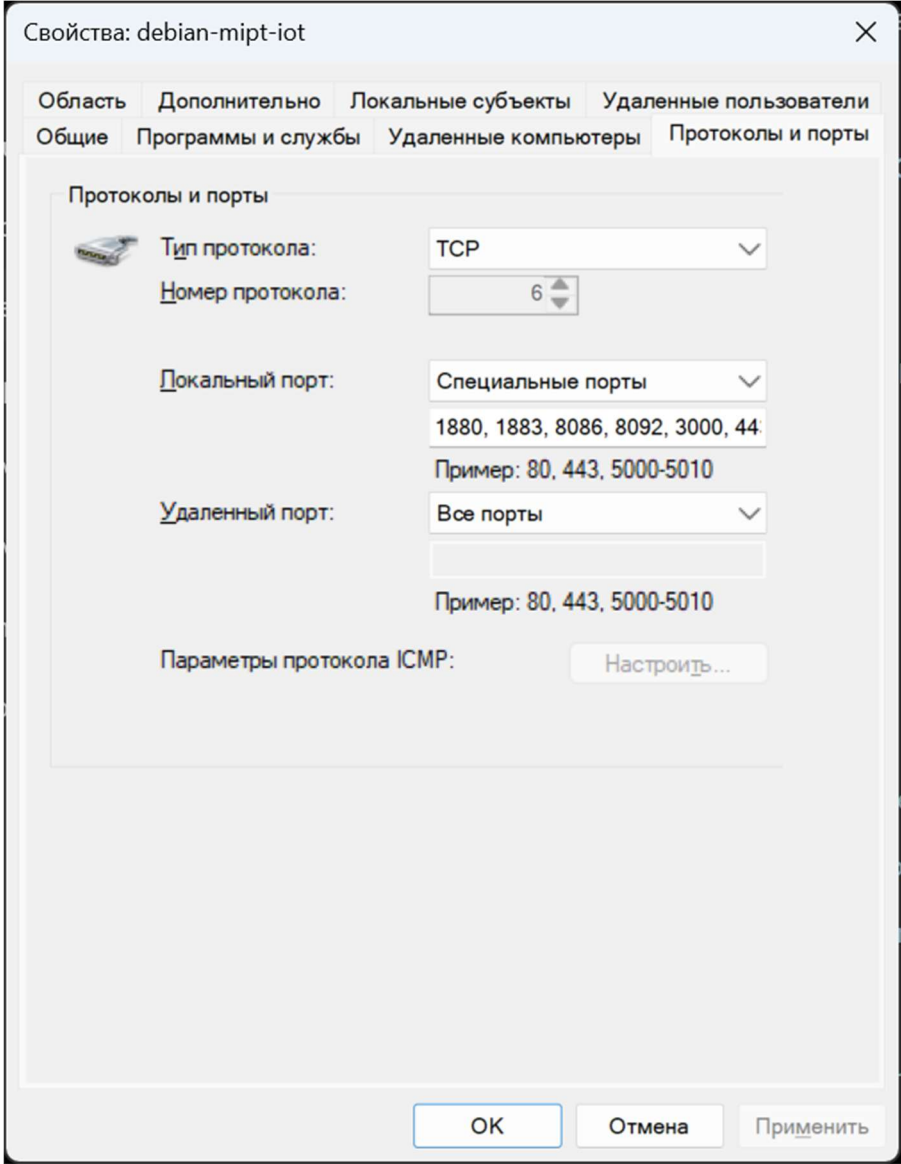 Свойства: debian-mipt-iot
Область Дополнительно Локальные субъекты Удаленные пользователи
Общие Программы и службы Удаленные компьютеры Протоколы и порты
Протоколы и порты
Тип протокола: TCP
Номер протокола: 6
Локальный порт: Специальные порты
1880, 1883, 8086, 8092, 3000, 44
Пример: 80, 443, 5000-5010
Удаленный порт: Все порты
Пример: 80, 443, 5000-5010
Параметры протокола ICMP: Настроить...
OK Отмена Применить